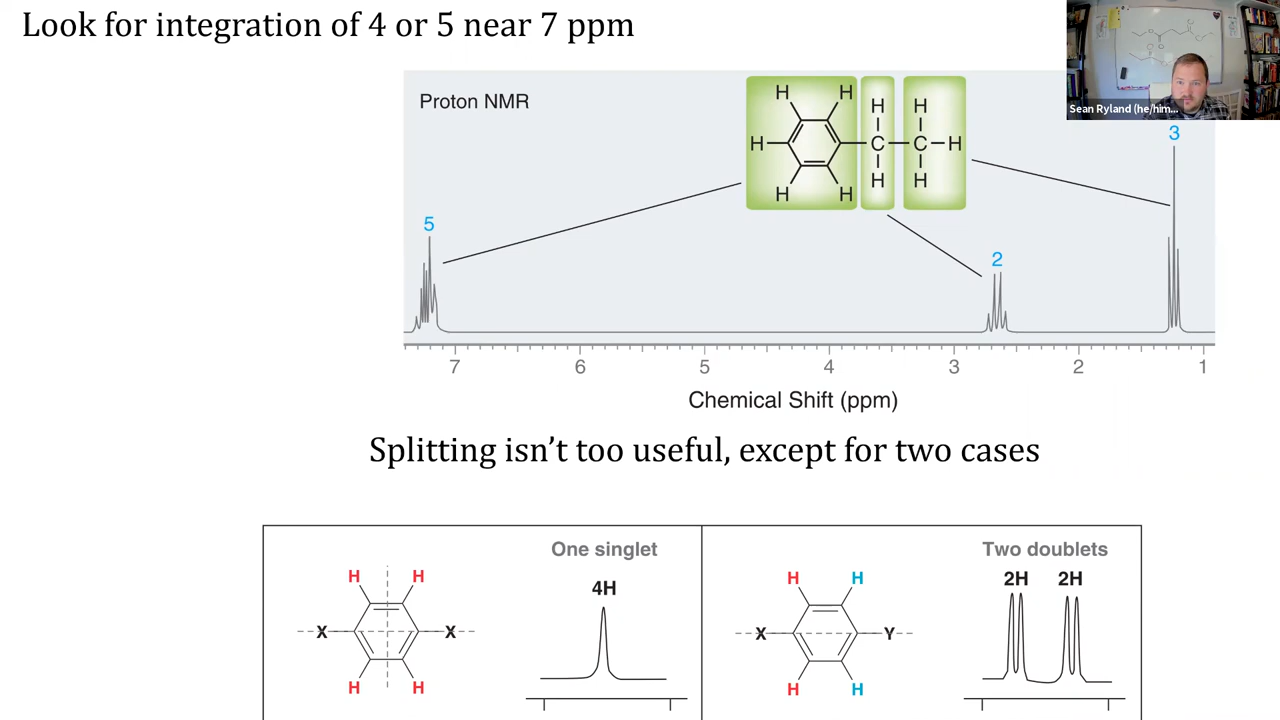 Look for integration of 4 or 5 near 7 ppm
Sean Ryland (he/him...
Proton NMR
H H H H
H C C H
H H H H
5
2
3
7 6 5 4 3 2 1
Chemical Shift (ppm)
Splitting isn't too useful, except for two cases
One singlet
4H
H H
X X
H H
Two doublets
2H 2H
H H
X Y
H H